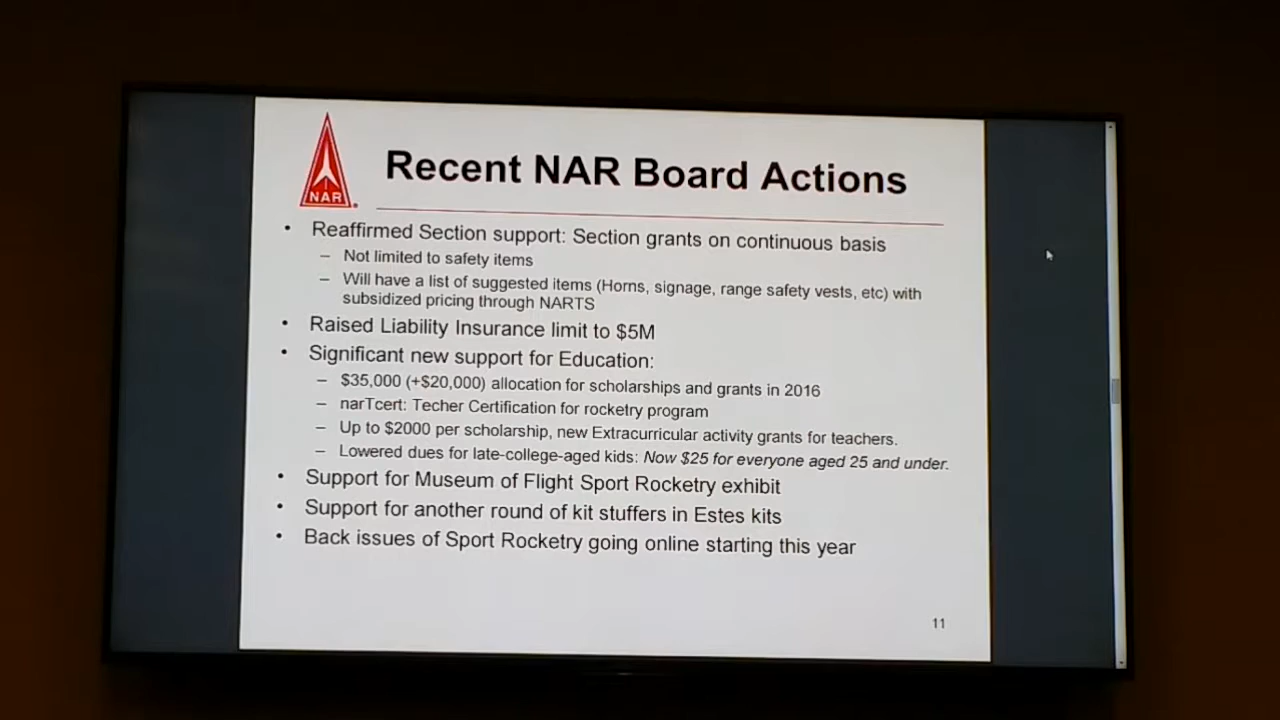 NAR
Recent NAR Board Actions
• Reaffirmed Section support: Section grants on continuous basis
– Not limited to safety items
– Will have a list of suggested items (Horns, signage, range safety vests, etc) with
subsidized pricing through NARTS
• Raised Liability Insurance limit to $5M
• Significant new support for Education:
– $35,000 (+$20,000) allocation for scholarships and grants in 2016
– narTcert: Techer Certification for rocketry program
– Up to $2000 per scholarship, new Extracurricular activity grants for teachers.
– Lowered dues for late-college-aged kids: Now $25 for everyone aged 25 and under.
• Support for Museum of Flight Sport Rocketry exhibit
• Support for another round of kit stuffers in Estes kits
• Back issues of Sport Rocketry going online starting this year
11